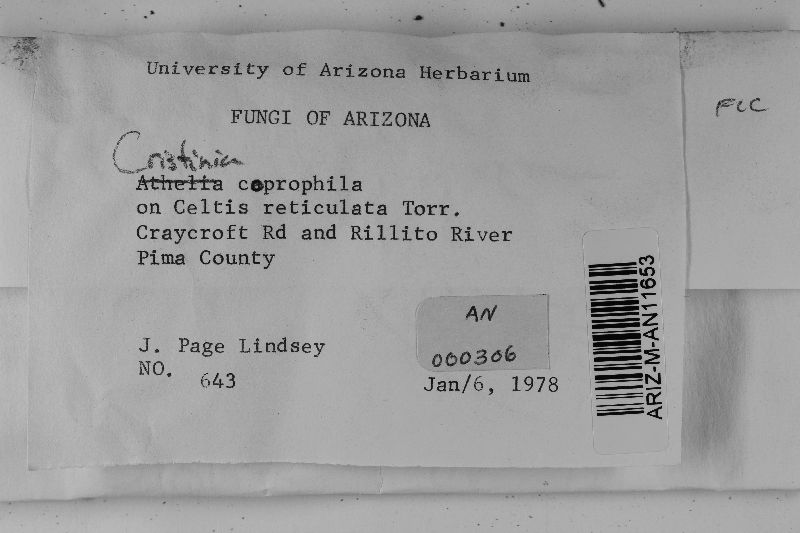 University of Arizona Herbarium
FUNGI OF ARIZONA
FCC
Cristinia
Athelia coprophila
on Celtis reticulata Torr.
Craycroft Rd and Rillito River
Pima County
AN
000306
J. Page Lindsey
NO. 643
Jan/6, 1978
ARIZ-M-AN11653